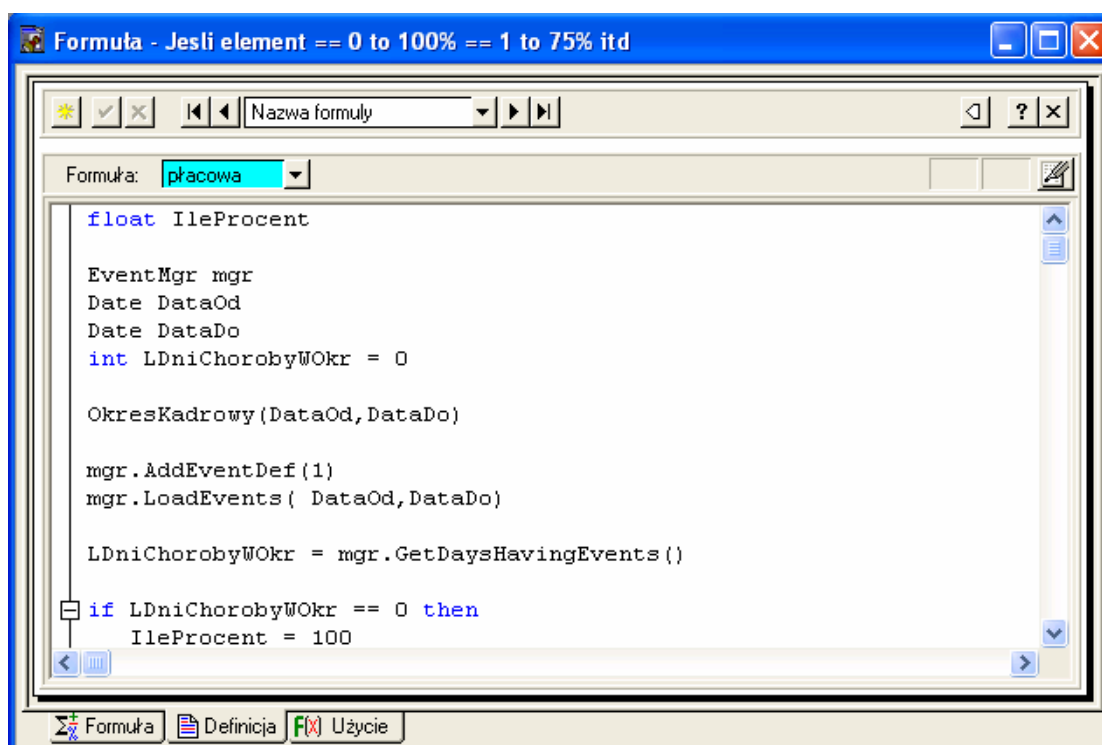 Formuła - Jesli element == 0 to 100% == 1 to 75% itd
Nazwa formuly
?
Formuła: płacowa
float IleProcent
EventMgr mgr
Date DataOd
Date DataDo
int LDniChorobyWOkr = 0
OkresKadrowy(DataOd,DataDo)
mgr.AddEventDef(1)
mgr.LoadEvents( DataOd,DataDo)
LDniChorobyWOkr = mgr.GetDaysHavingEvents()
if LDniChorobyWOkr == 0 then
IleProcent = 100
Formuła Definicja F(X) Użycie